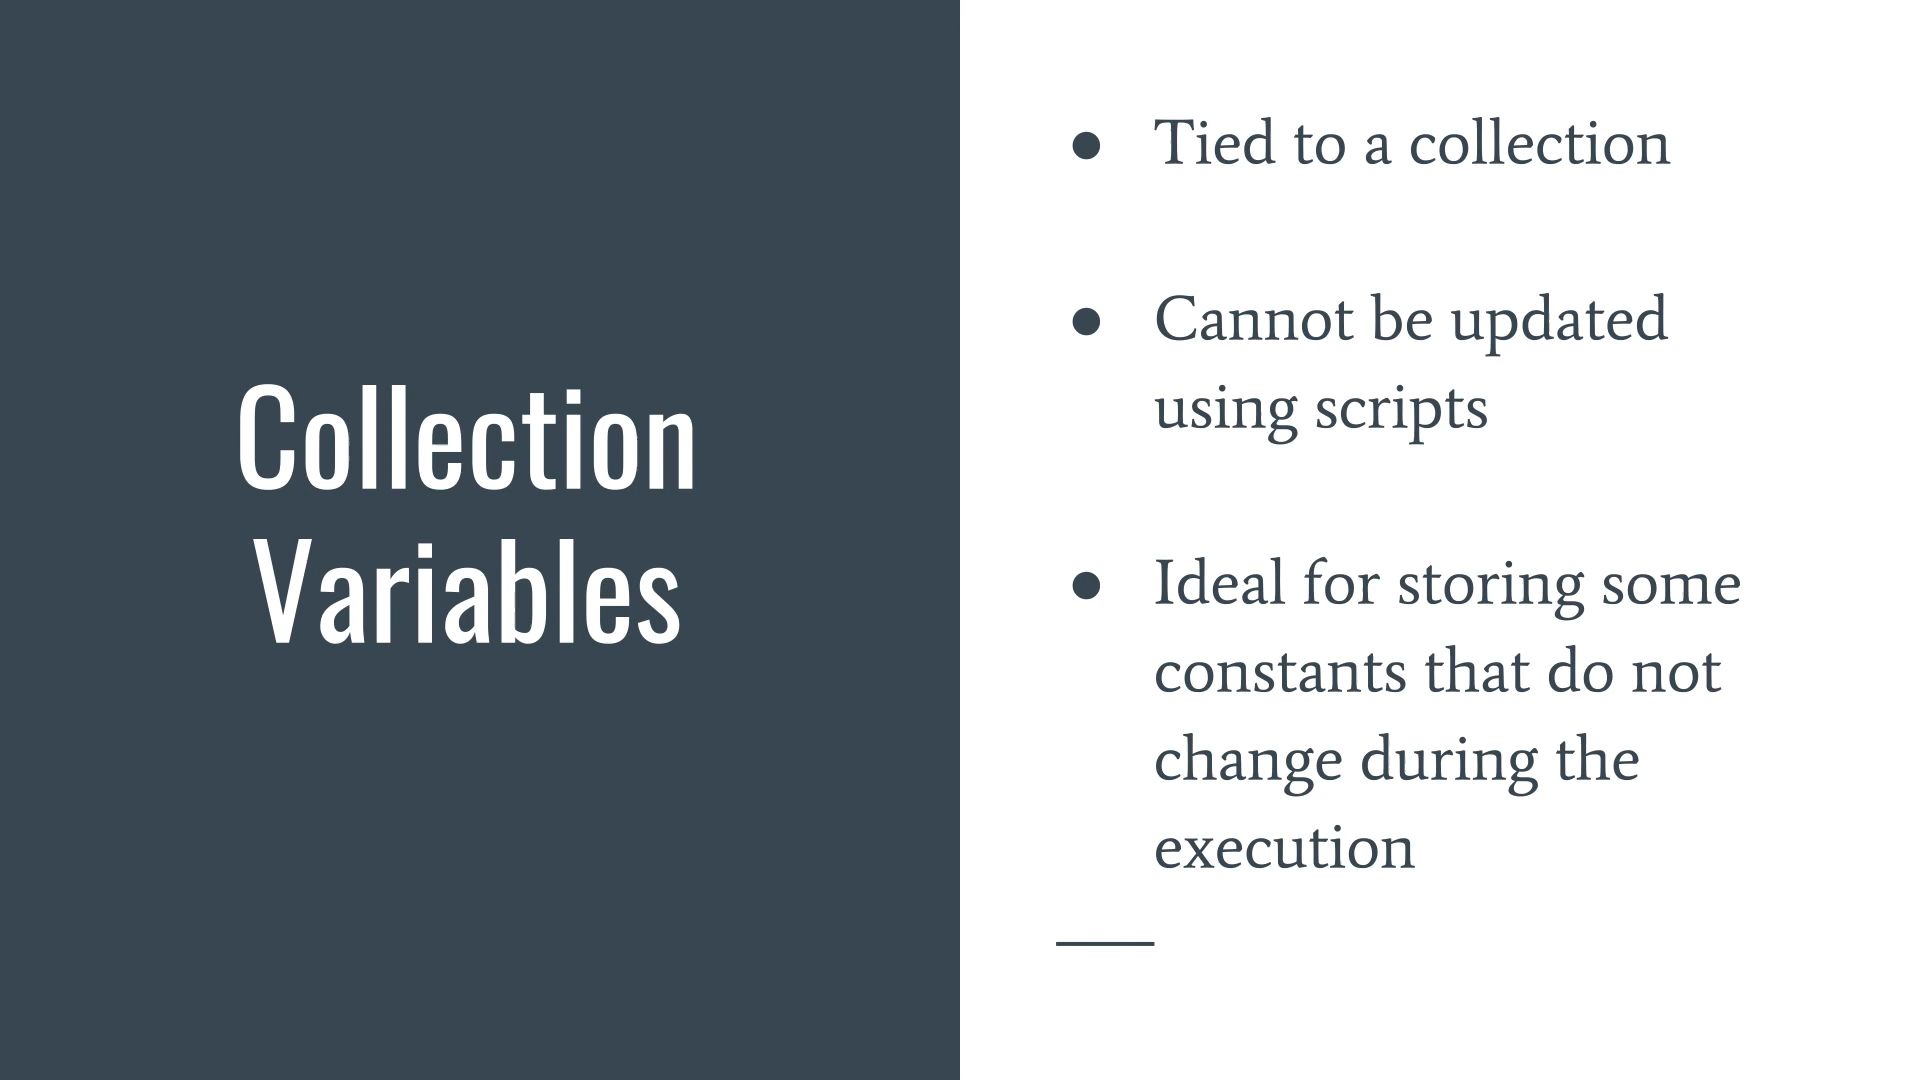 Collection
Variables
● Tied to a collection
● Cannot be updated
using scripts
● Ideal for storing some
constants that do not
change during the
execution